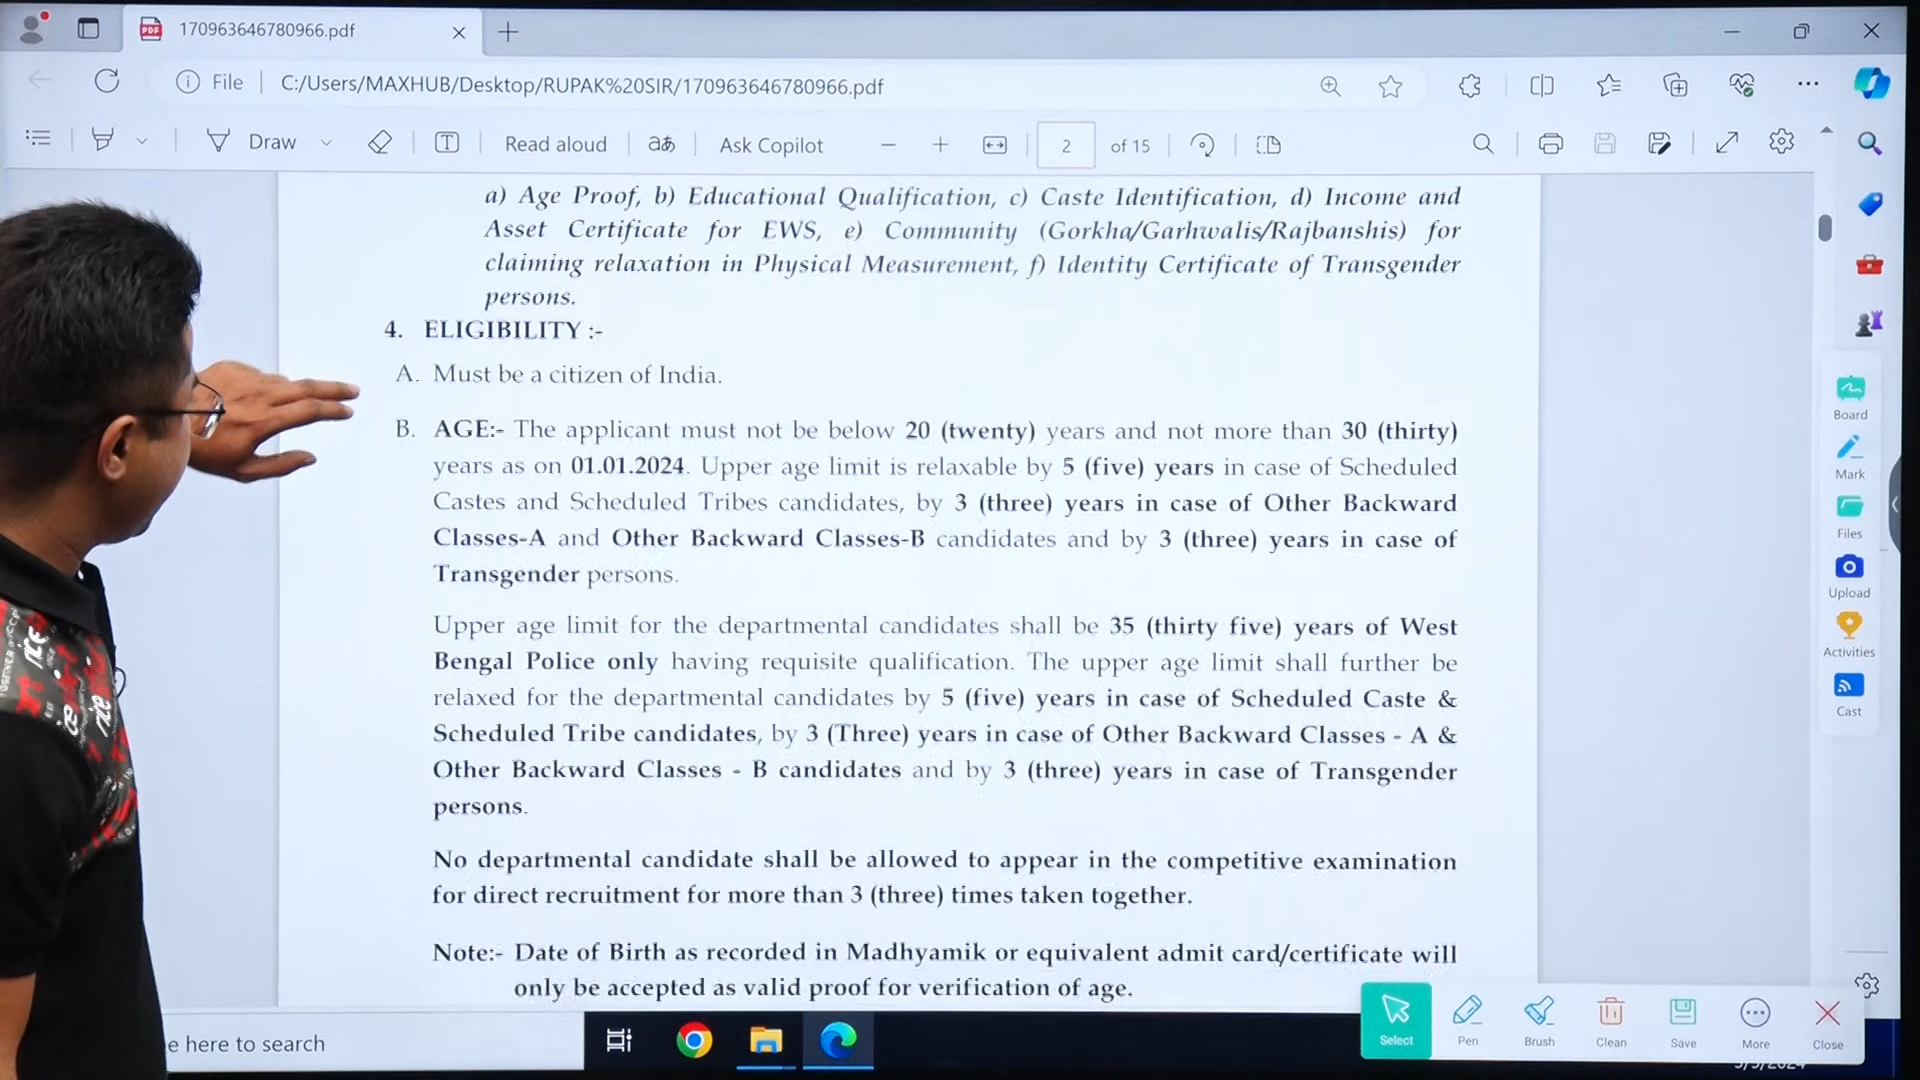 170963646780966.pdf
File
C:/Users/MAXHUB/Desktop/RUPAK%20SIR/170963646780966.pdf
Draw
Read aloud
aあ
Ask Copilot
2 of 15
a) Age Proof, b) Educational Qualification, c) Caste Identification, d) Income and
Asset Certificate for EWS, e) Community (Gorkha/Garhwalis/Rajbanshis) for
claiming relaxation in Physical Measurement, f) Identity Certificate of Transgender
persons.
4. ELIGIBILITY :-
A. Must be a citizen of India.
B. AGE:- The applicant must not be below 20 (twenty) years and not more than 30 (thirty)
years as on 01.01.2024. Upper age limit is relaxable by 5 (five) years in case of Scheduled
Castes and Scheduled Tribes candidates, by 3 (three) years in case of Other Backward
Classes-A and Other Backward Classes-B candidates and by 3 (three) years in case of
Transgender persons.
Upper age limit for the departmental candidates shall be 35 (thirty five) years of West
Bengal Police only having requisite qualification. The upper age limit shall further be
relaxed for the departmental candidates by 5 (five) years in case of Scheduled Caste &
Scheduled Tribe candidates, by 3 (Three) years in case of Other Backward Classes - A &
Other Backward Classes - B candidates and by 3 (three) years in case of Transgender
persons.
No departmental candidate shall be allowed to appear in the competitive examination
for direct recruitment for more than 3 (three) times taken together.
Note:- Date of Birth as recorded in Madhyamik or equivalent admit card/certificate will
only be accepted as valid proof for verification of age.
Board
Mark
Files
Upload
Activities
Cast
Select
Pen
Brush
Clean
Save
More
Close
e here to search